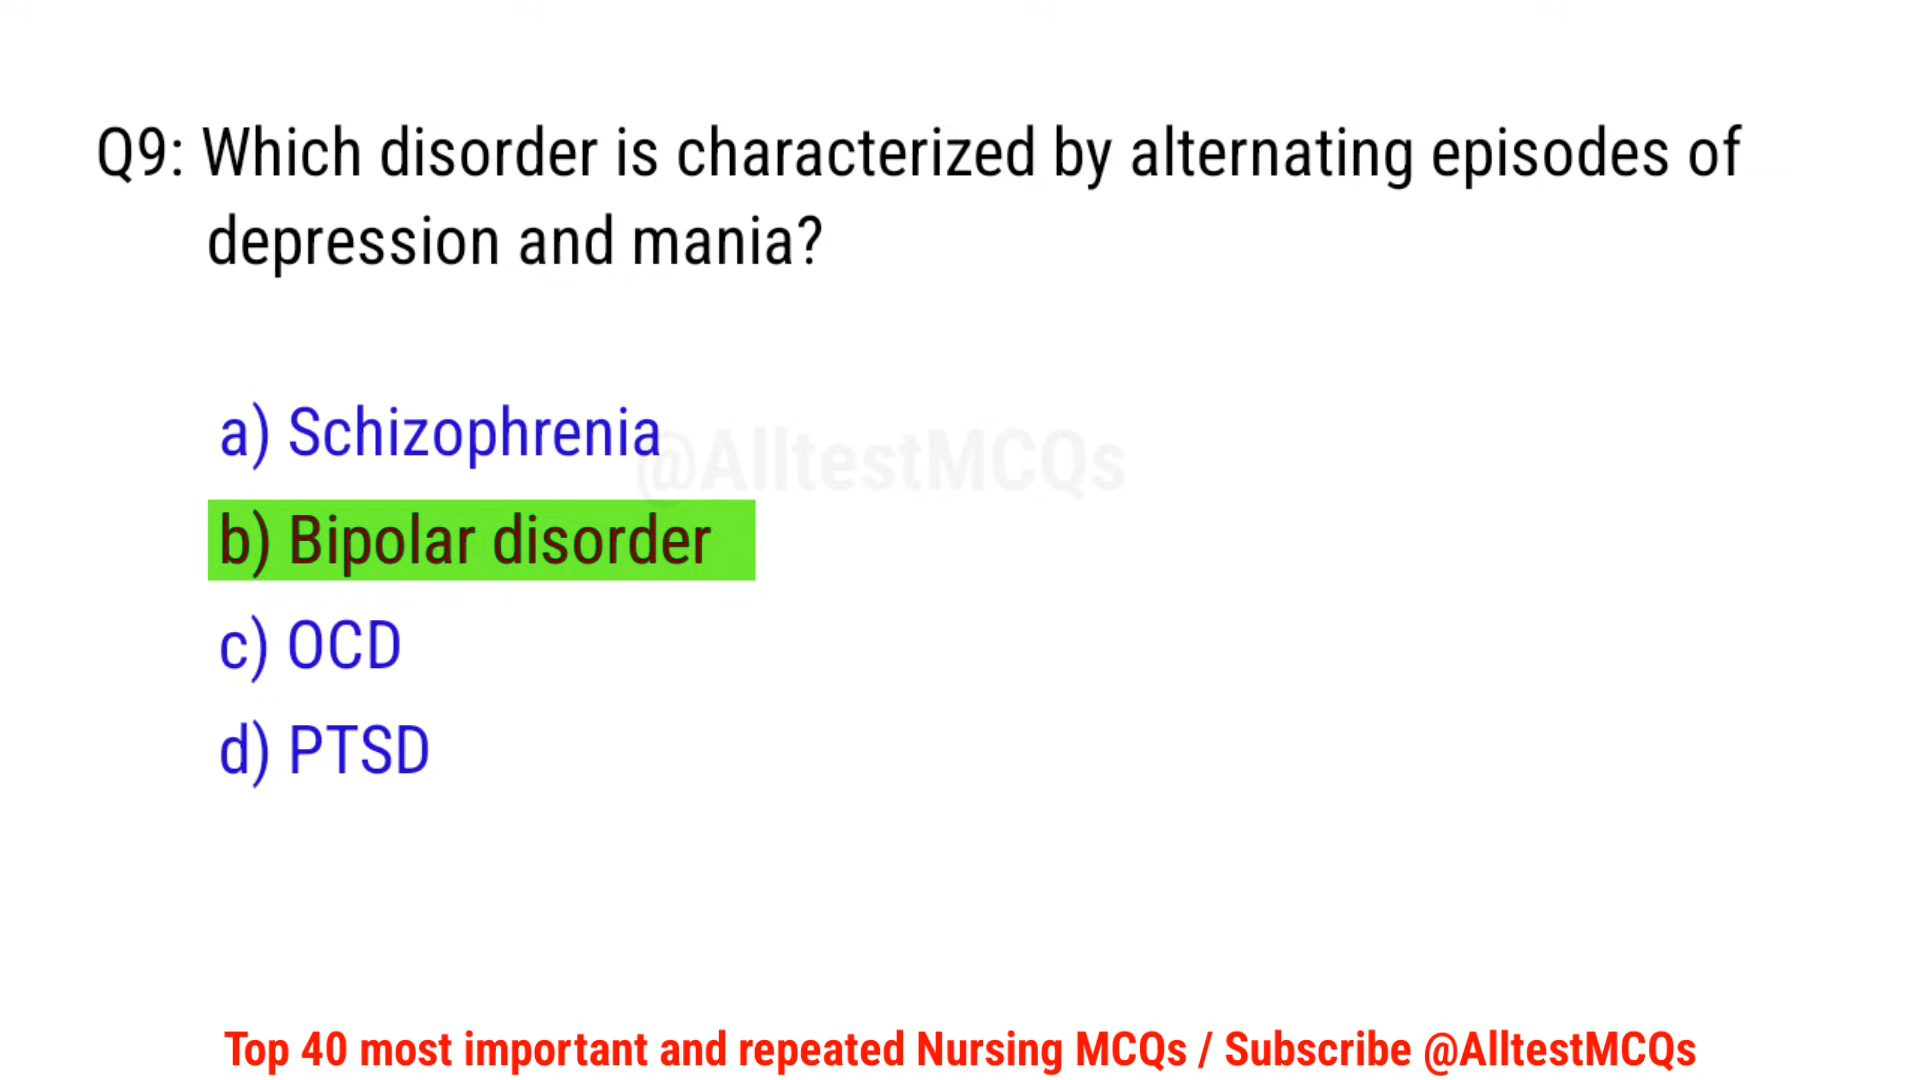 Q9: Which disorder is characterized by alternating episodes of
depression and mania?
a) Schizophrenia
@AlltestMCQs
b) Bipolar disorder
c) OCD
d) PTSD
Top 40 most important and repeated Nursing MCQs / Subscribe @AlltestMCQs